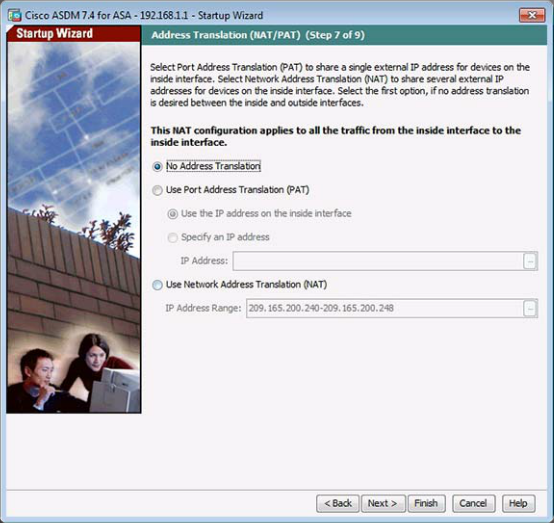 Cisco ASDM 7.4 for ASA - 192.168.1.1 - Startup Wizard
Startup Wizard
Address Translation (NAT/PAT) (Step 7 of 9)
Select Port Address Translation (PAT) to share a single external IP address for devices on the
inside interface. Select Network Address Translation (NAT) to share several external IP
addresses for devices on the inside interface. Select the first option, if no address translation
is desired between the inside and outside interfaces.
This NAT configuration applies to all the traffic from the inside interface to the
inside interface.
No Address Translation
Use Port Address Translation (PAT)
Use the IP address on the inside interface
Specify an IP address
IP Address:
...
Use Network Address Translation (NAT)
IP Address Range: 209.165.200.240-209.165.200.248
...
< Back Next > Finish Cancel Help